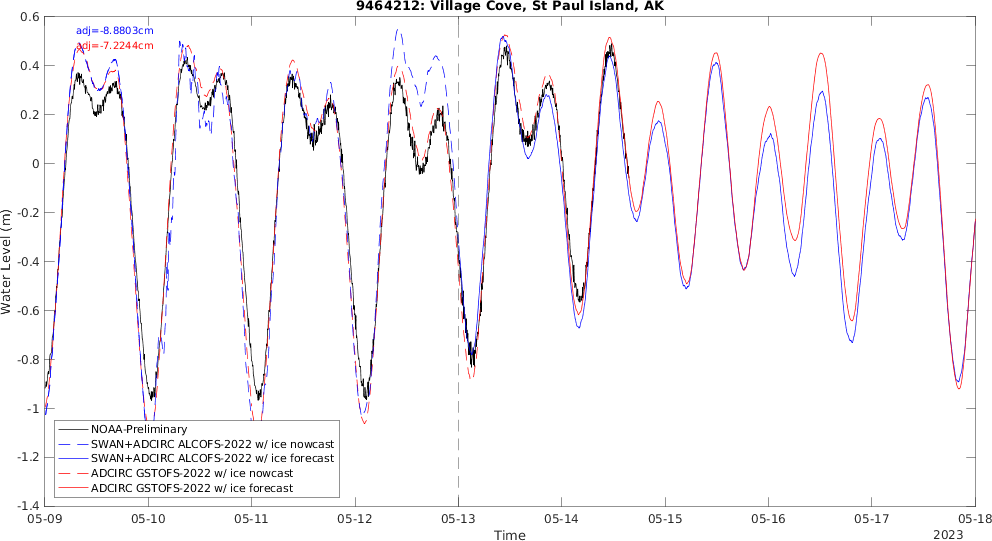 9464212: Village Cove, St Paul Island, AK
adj=-8.8803cm
adj=-7.2244cm
0.6
0.4
0.2
0
-0.2
-0.4
-0.6
-0.8
-1
-1.2
-1.4
Water Level (m)
NOAA-Preliminary
SWAN+ADCIRC ALCOFS-2022 w/ ice nowcast
SWAN+ADCIRC ALCOFS-2022 w/ ice forecast
ADCIRC GSTOFS-2022 w/ ice nowcast
ADCIRC GSTOFS-2022 w/ ice forecast
05-09 05-10 05-11 05-12 05-13 05-14 05-15 05-16 05-17 05-18
Time
2023